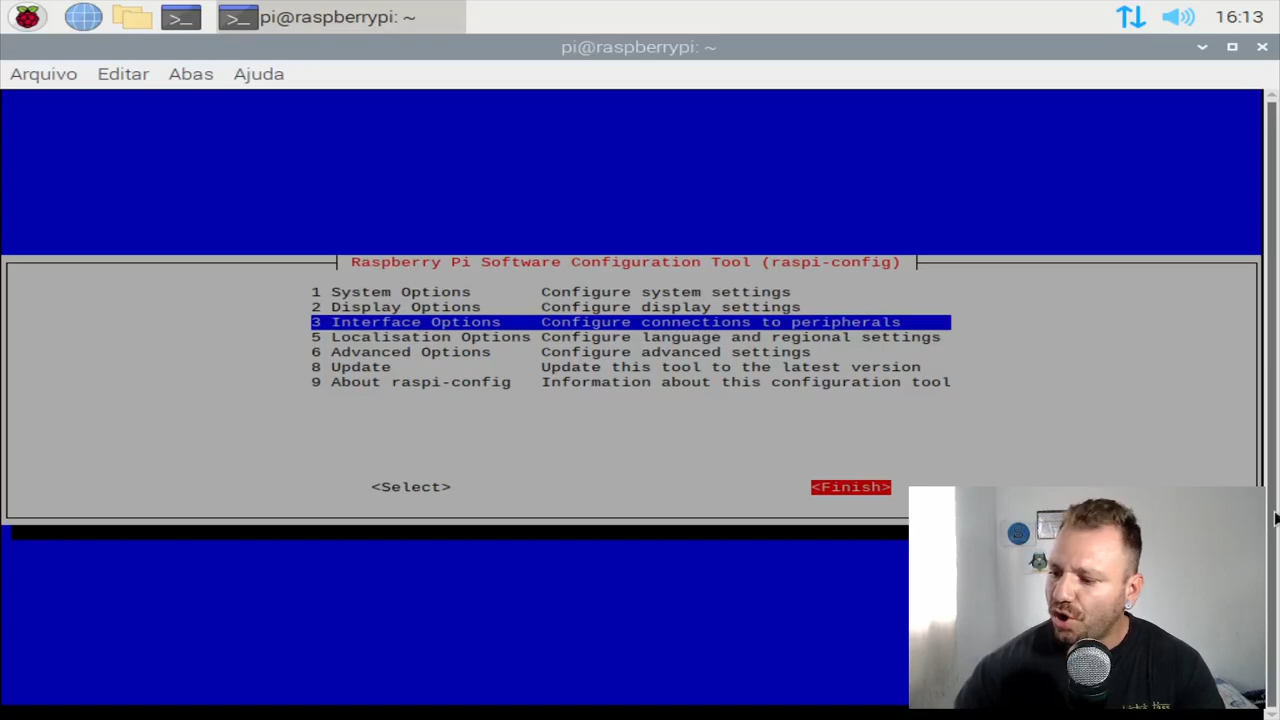 pi@raspberrypi: ~ 16:13
pi@raspberrypi: ~
Arquivo Editar Abas Ajuda
Raspberry Pi Software Configuration Tool (raspi-config)
1 System Options Configure system settings
2 Display Options Configure display settings
3 Interface Options Configure connections to peripherals
5 Localisation Options Configure language and regional settings
6 Advanced Options Configure advanced settings
8 Update Update this tool to the latest version
9 About raspi-config Information about this configuration tool
<Select> <Finish>